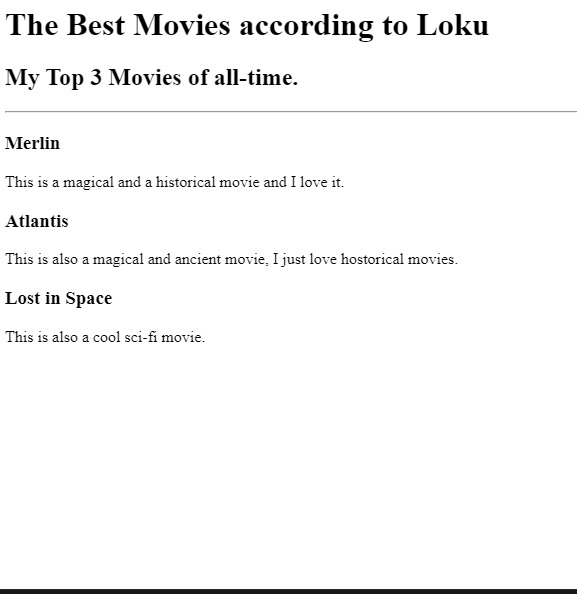 The Best Movies according to Loku
My Top 3 Movies of all-time.
Merlin
This is a magical and a historical movie and I love it.
Atlantis
This is also a magical and ancient movie, I just love hostorical movies.
Lost in Space
This is also a cool sci-fi movie.